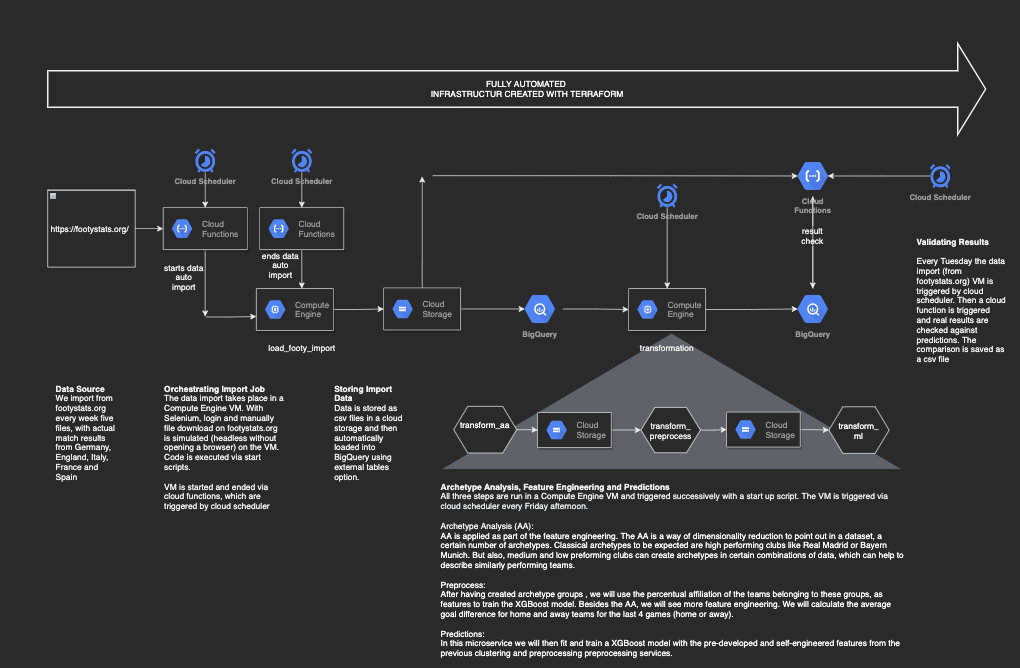 FULLY AUTOMATED
INFRASTRUCTUR CREATED WITH TERRAFORM
Cloud Scheduler
Cloud Scheduler
Cloud Scheduler
Cloud
Functions
Cloud Scheduler
https://footystats.org/
Cloud
Functions
Cloud
Functions
result
check
starts data
auto
import
ends data
auto
import
Compute
Engine
load_footy_import
Cloud
Storage
BigQuery
Compute
Engine
transformation
BigQuery
Validating Results
Every Tuesday the data
import (from
footystats.org) VM is
triggered by cloud
scheduler. Then a cloud
function is triggered
and real results are
checked against
predictions. The
comparison is saved as
a csv file
Data Source
We import from
footystats.org
every week five
files, with actual
match results
from Germany,
England, Italy,
France and
Spain
Orchestrating Import Job
The data import takes place in a
Compute Engine VM. With
Selenium, login and manually
file download on footystats.org
is simulated (headless without
opening a browser) on the VM.
Code is executed via start
scripts.
VM is started and ended via
cloud functions, which are
triggered by cloud scheduler
Storing Import
Data
Data is stored as
csv files in a cloud
storage and then
automatically
loaded into
BigQuery using
external tables
option.
transform_aa
Cloud
Storage
transform_
preprocess
Cloud
Storage
transform_
ml
Archetype Analysis, Feature Engineering and Predictions
All three steps are run in a Compute Engine VM and triggered successively with a start up script. The VM is triggered via
cloud scheduler every Friday afternoon.
Archetype Analysis (AA):
AA is applied as part of the feature engineering. The AA is a way of dimensionality reduction to point out in a dataset, a
certain number of archetypes. Classical archetypes to be expected are high performing clubs like Real Madrid or Bayern
Munich. But also, medium and low preforming clubs can create archetypes in certain combinations of data, which can help to
describe similarly performing teams.
Preprocess:
After having created archetype groups , we will use the percentual affiliation of the teams belonging to these groups, as
features to train the XGBoost model. Besides the AA, we will see more feature engineering. We will calculate the average
goal difference for home and away teams for the last 4 games (home or away).
Predictions:
In this microservice we will then fit and train a XGBoost model with the pre-developed and self-engineered features from the
previous clustering and preprocessing preprocessing services.